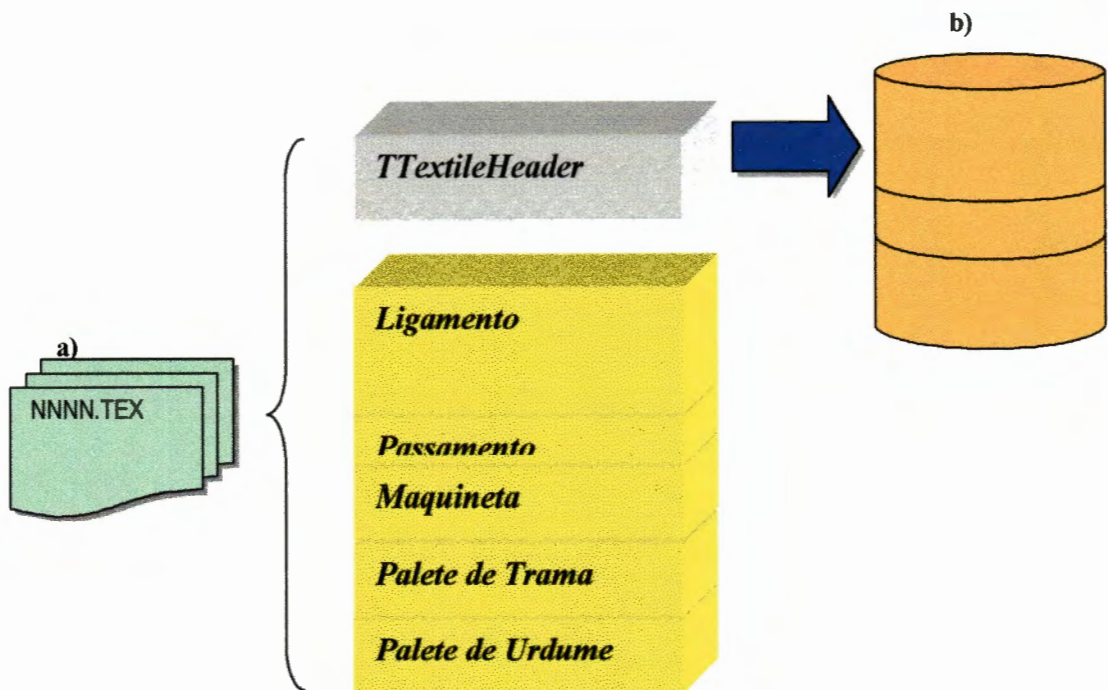 b)
TTextileHeader
Ligamento
a)
NNNN.TEX
Passamento
Maquineta
Palete de Trama
Palete de Urdume